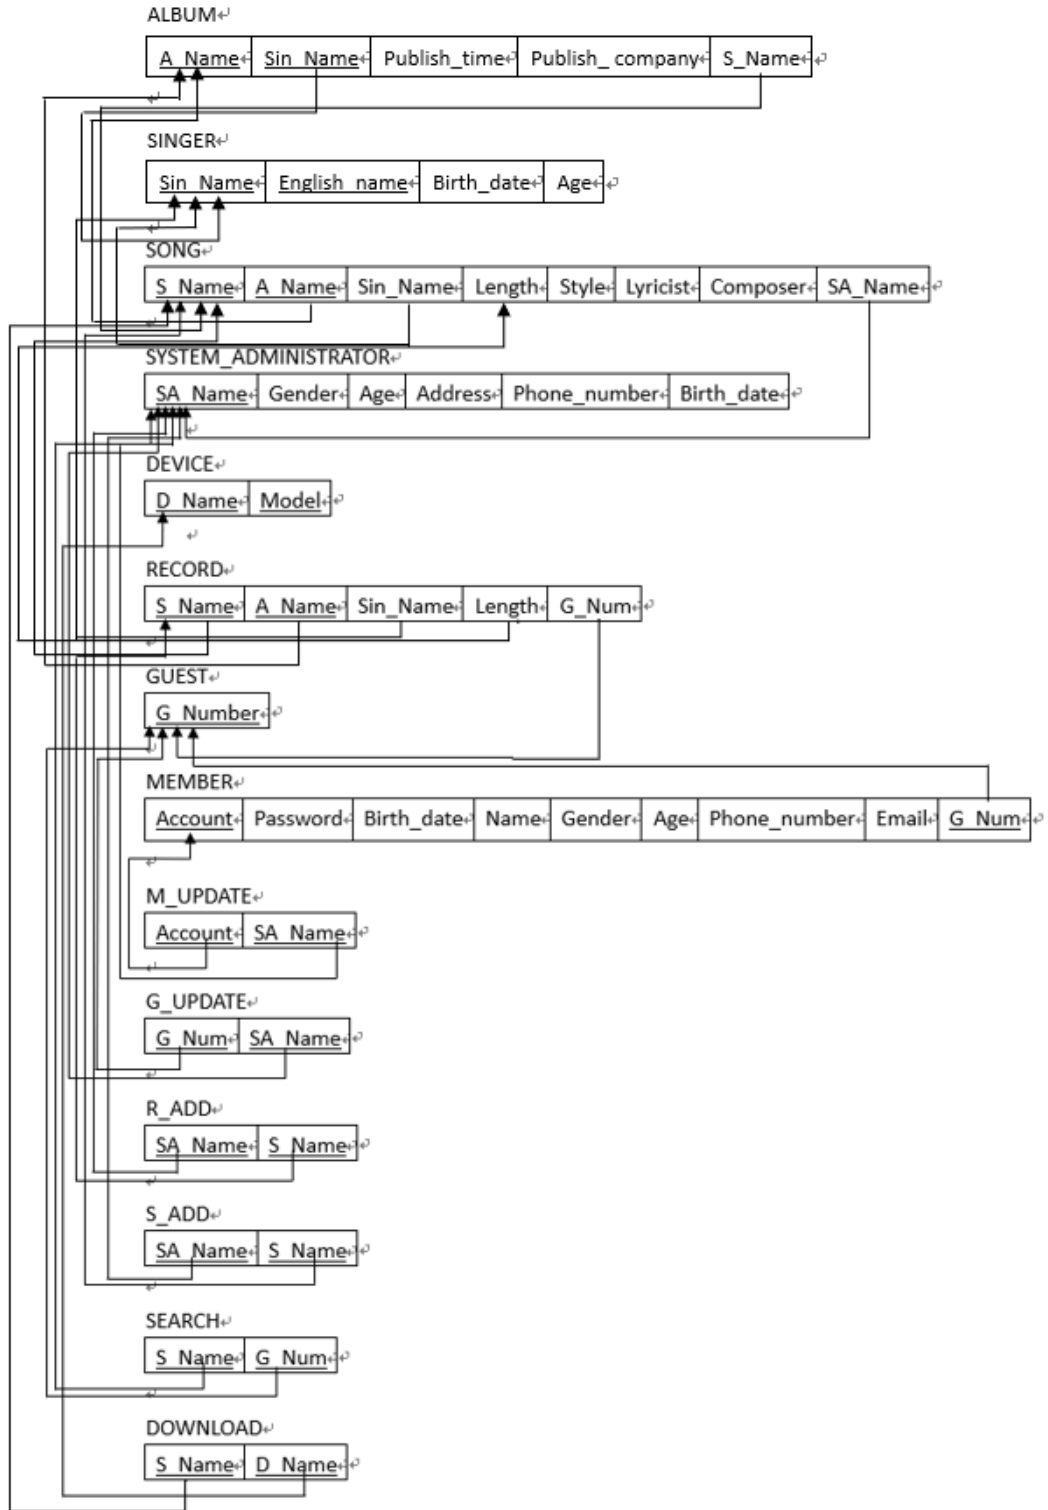 ALBUM
A_Name Sin_Name Publish_time Publish_ company S_Name
SINGER
Sin_Name English_name Birth_date Age
SONG
S_Name A_Name Sin_Name Length Style Lyricist Composer SA_Name
SYSTEM_ADMINISTRATOR
SA_Name Gender Age Address Phone_number Birth_date
DEVICE
D_Name Model
RECORD
S_Name A_Name Sin_Name Length G_Num
GUEST
G_Number
MEMBER
Account Password Birth_date Name Gender Age Phone_number Email G_Num
M_UPDATE
Account SA_Name
G_UPDATE
G_Num SA_Name
R_ADD
SA_Name S_Name
S_ADD
SA_Name S_Name
SEARCH
S_Name G_Num
DOWNLOAD
S_Name D_Name